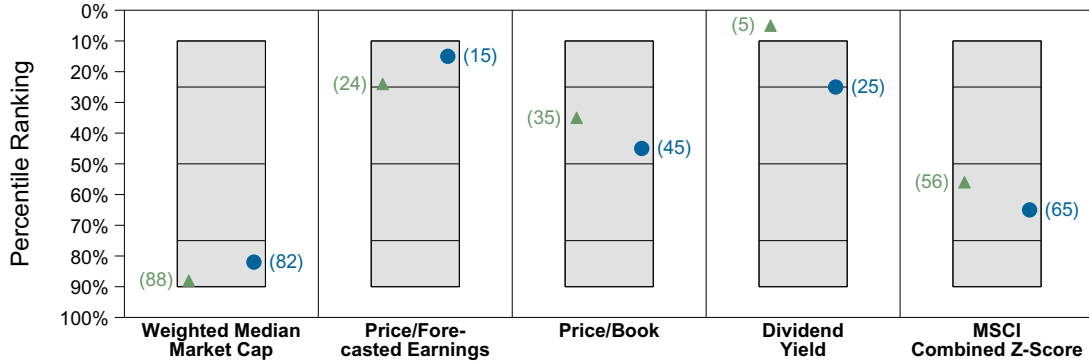 0%
10%
20%
30%
40%
50%
60%
70%
80%
90%
100%
Percentile Ranking
(88)
(82)
(24)
(15)
(35)
(45)
(5)
(25)
(56)
(65)
Weighted Median
Market Cap
Price/Fore-
casted Earnings
Price/Book
Dividend
Yield
MSCI
Combined Z-Score